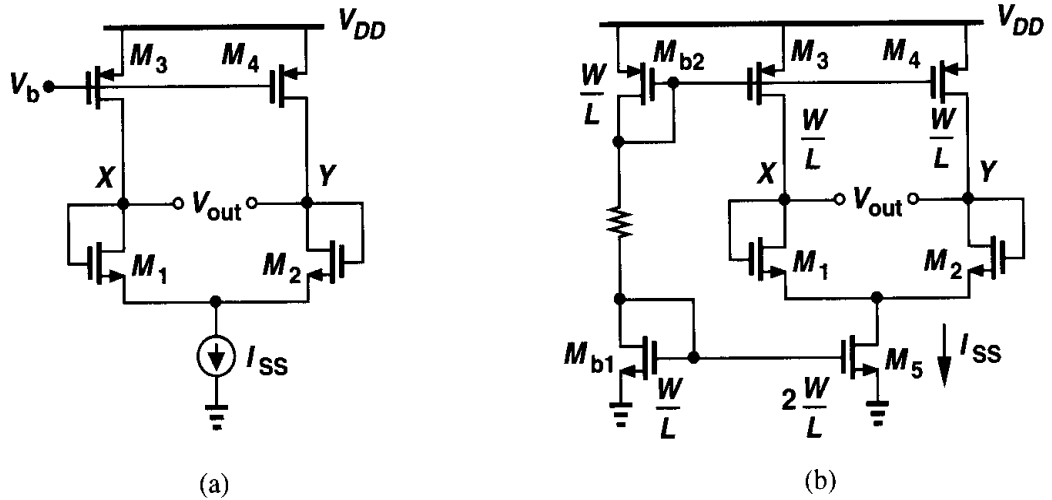 V_DD
M_3
M_4
V_b
X
V_out
Y
M_1
M_2
I_SS
(a)
V_DD
M_b2
M_3
M_4
W/L
W/L
W/L
X
V_out
Y
M_1
M_2
M_b1
M_5
I_SS
W/L
2 W/L
(b)